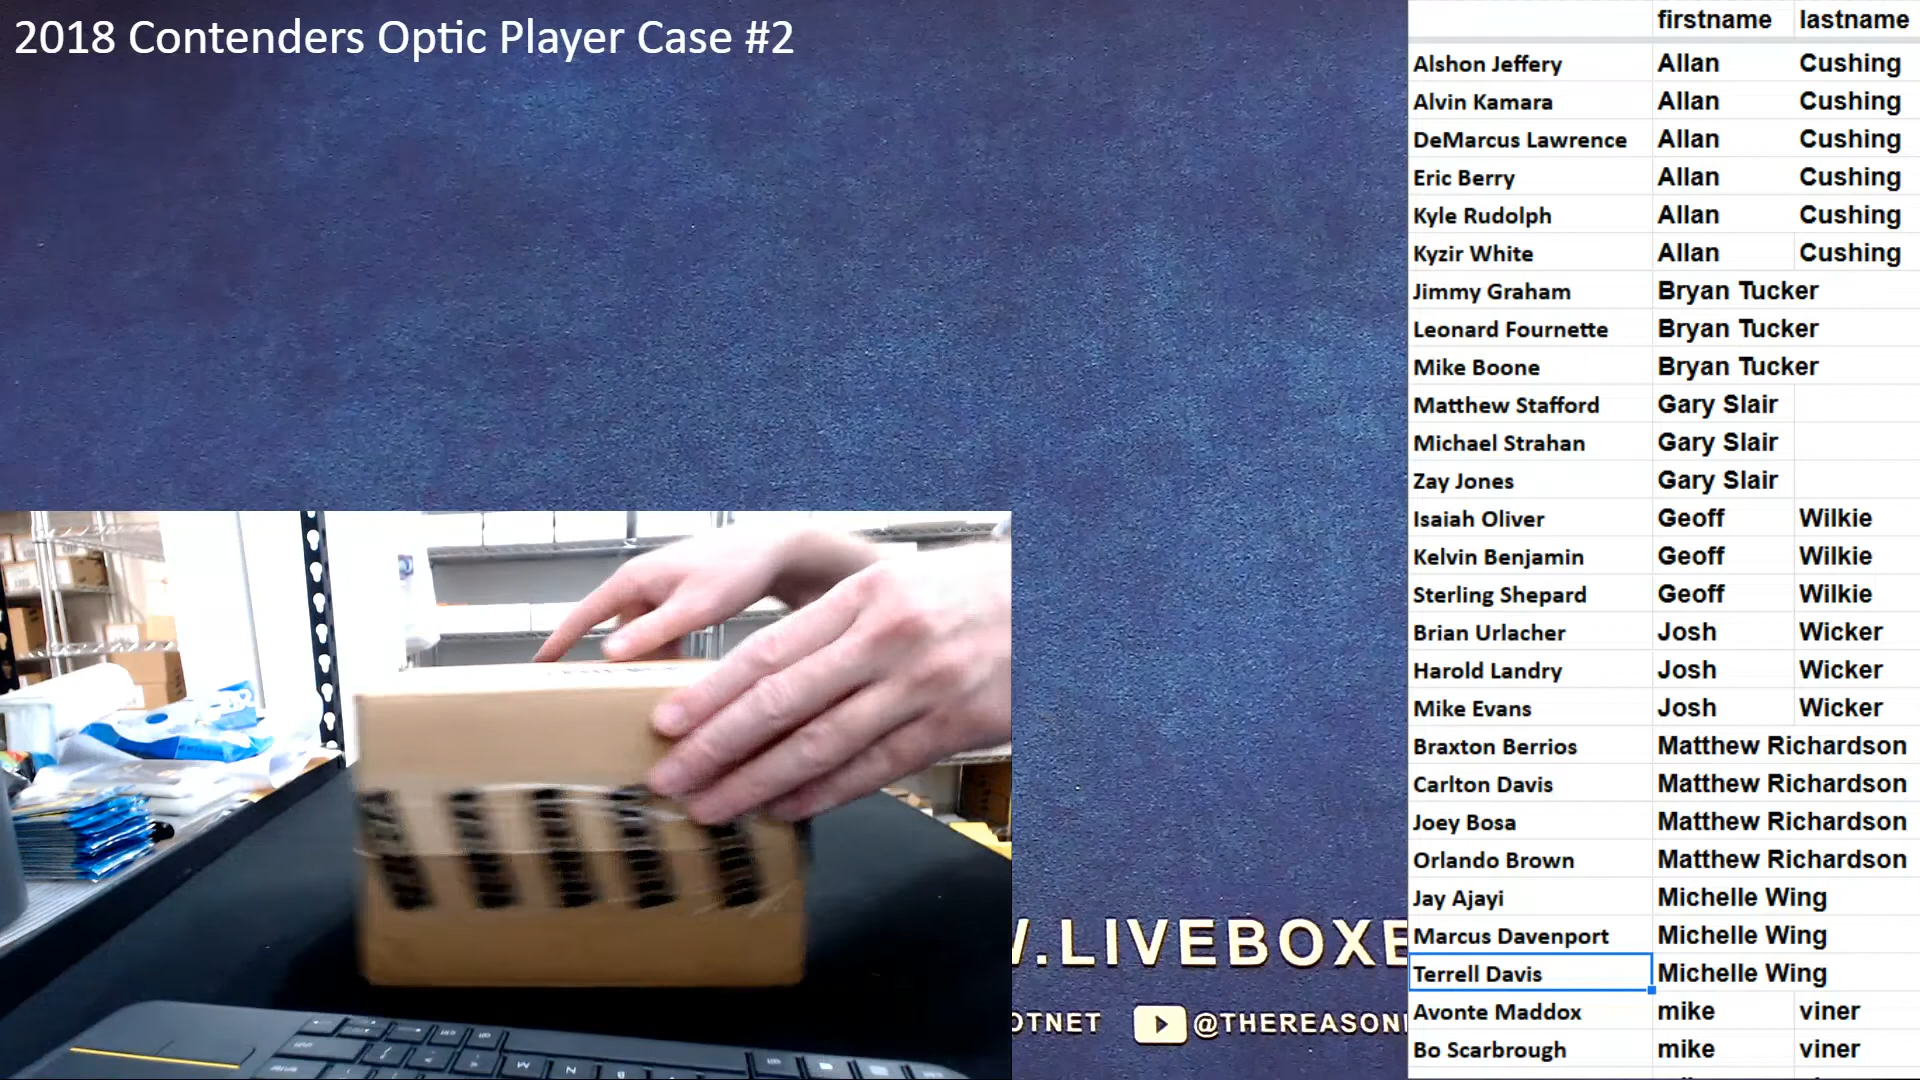 2018 Contenders Optic Player Case #2
firstname lastname
Alshon Jeffery Allan Cushing
Alvin Kamara Allan Cushing
DeMarcus Lawrence Allan Cushing
Eric Berry Allan Cushing
Kyle Rudolph Allan Cushing
Kyzir White Allan Cushing
Jimmy Graham Bryan Tucker
Leonard Fournette Bryan Tucker
Mike Boone Bryan Tucker
Matthew Stafford Gary Slair
Michael Strahan Gary Slair
Zay Jones Gary Slair
Isaiah Oliver Geoff Wilkie
Kelvin Benjamin Geoff Wilkie
Sterling Shepard Geoff Wilkie
Brian Urlacher Josh Wicker
Harold Landry Josh Wicker
Mike Evans Josh Wicker
Braxton Berrios Matthew Richardson
Carlton Davis Matthew Richardson
Joey Bosa Matthew Richardson
Orlando Brown Matthew Richardson
Jay Ajayi Michelle Wing
Marcus Davenport Michelle Wing
Terrell Davis Michelle Wing
Avonte Maddox mike viner
Bo Scarbrough mike viner
.LIVEBOXE
OTNET @THEREASON